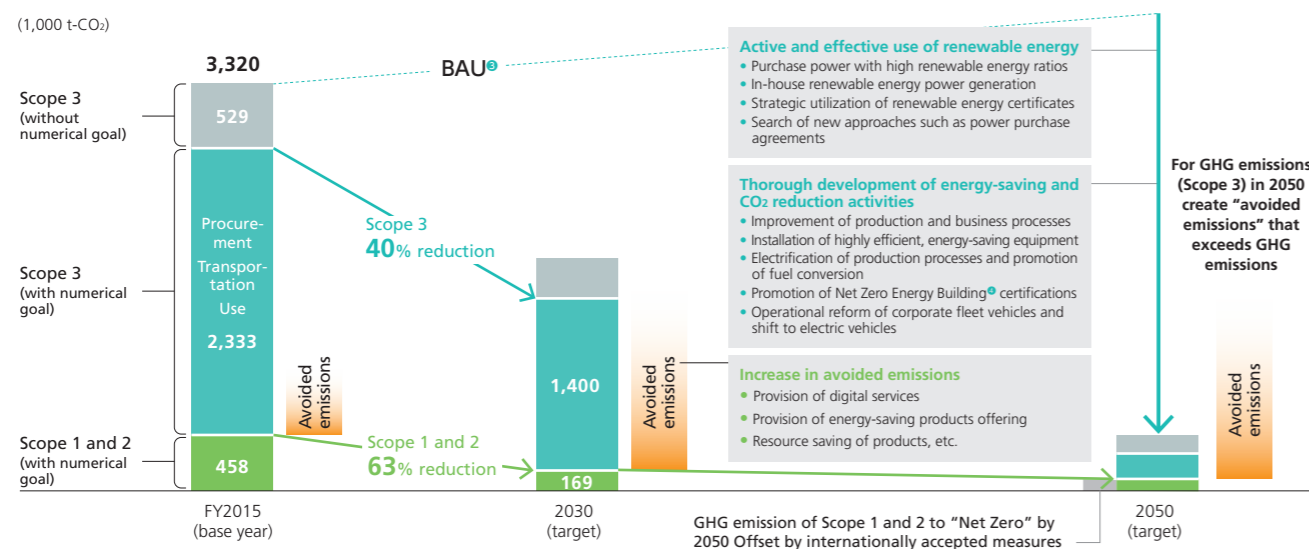 (1,000 t-CO₂)
3,320
BAU❸
Scope 3
(without
numerical goal)
529
Scope 3
(with numerical
goal)
Procure-
ment
Transpor-
tation
Use
2,333
Scope 1 and 2
(with numerical
goal)
458
Avoided
emissions
Scope 3
40% reduction
Scope 1 and 2
63% reduction
1,400
169
Avoided
emissions
Active and effective use of renewable energy
• Purchase power with high renewable energy ratios
• In-house renewable energy power generation
• Strategic utilization of renewable energy certificates
• Search of new approaches such as power purchase
agreements
Thorough development of energy-saving and
CO₂ reduction activities
• Improvement of production and business processes
• Installation of highly efficient, energy-saving equipment
• Electrification of production processes and promotion
of fuel conversion
• Promotion of Net Zero Energy Building❹ certifications
• Operational reform of corporate fleet vehicles and
shift to electric vehicles
Increase in avoided emissions
• Provision of digital services
• Provision of energy-saving products offering
• Resource saving of products, etc.
For GHG emissions
(Scope 3) in 2050
create “avoided
emissions” that
exceeds GHG
emissions
Avoided
emissions
FY2015
(base year)
2030
(target)
2050
(target)
GHG emission of Scope 1 and 2 to “Net Zero” by
2050 Offset by internationally accepted measures